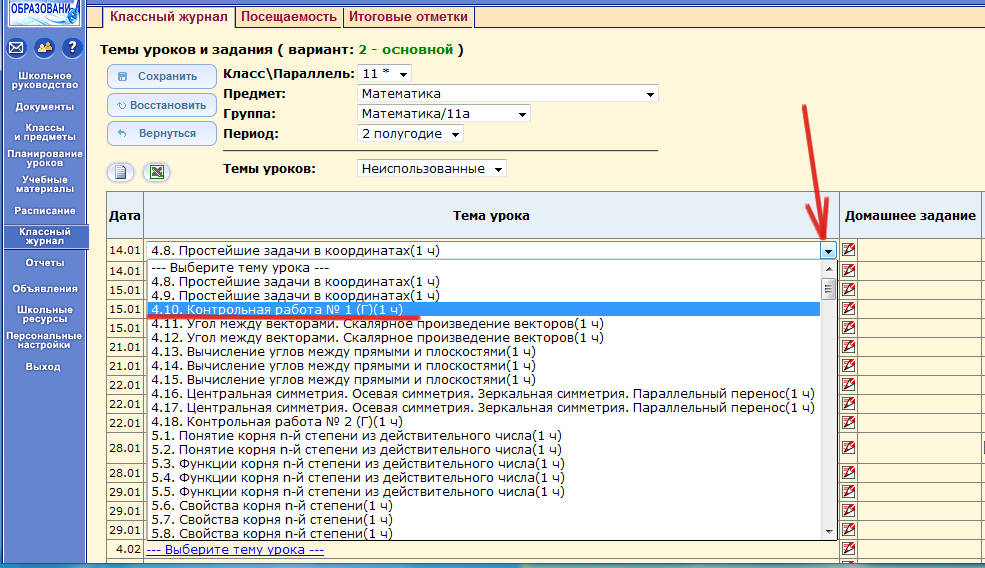 ОБРАЗОВАНИ
Классный журнал Посещаемость Итоговые отметки
?
Школьное
руководство
Документы
Классы
и предметы
Планирование
уроков
Учебные
материалы
Расписание
Классный
журнал
Отчеты
Объявления
Школьные
ресурсы
Персональные
настройки
Выход
Темы уроков и задания ( вариант: 2 - основной )
Сохранить
Восстановить
Вернуться
Класс\Параллель: 11 *
Предмет: Математика
Группа: Математика/11а
Период: 2 полугодие
Темы уроков: Неиспользованные
Дата Тема урока Домашнее задание
14.01 4.8. Простейшие задачи в координатах(1 ч)
14.01
15.01
15.01
15.01
21.01
21.01
22.01
22.01
22.01
28.01
28.01
29.01
29.01
29.01
--- Выберите тему урока ---
4.8. Простейшие задачи в координатах(1 ч)
4.9. Простейшие задачи в координатах(1 ч)
4.10. Контрольная работа № 1 (Г)(1 ч)
4.11. Угол между векторами. Скалярное произведение векторов(1 ч)
4.12. Угол между векторами. Скалярное произведение векторов(1 ч)
4.13. Вычисление углов между прямыми и плоскостями(1 ч)
4.14. Вычисление углов между прямыми и плоскостями(1 ч)
4.15. Вычисление углов между прямыми и плоскостями(1 ч)
4.16. Центральная симметрия. Осевая симметрия. Зеркальная симметрия. Параллельный перенос(1 ч)
4.17. Центральная симметрия. Осевая симметрия. Зеркальная симметрия. Параллельный перенос(1 ч)
4.18. Контрольная работа № 2 (Г)(1 ч)
5.1. Понятие корня n-й степени из действительного числа(1 ч)
5.2. Понятие корня n-й степени из действительного числа(1 ч)
5.3. Функции корня n-й степени из действительного числа(1 ч)
5.4. Функции корня n-й степени из действительного числа(1 ч)
5.5. Функции корня n-й степени из действительного числа(1 ч)
5.6. Свойства корня n-й степени(1 ч)
5.7. Свойства корня n-й степени(1 ч)
5.8. Свойства корня n-й степени(1 ч)
4.02 --- Выберите тему урока ---